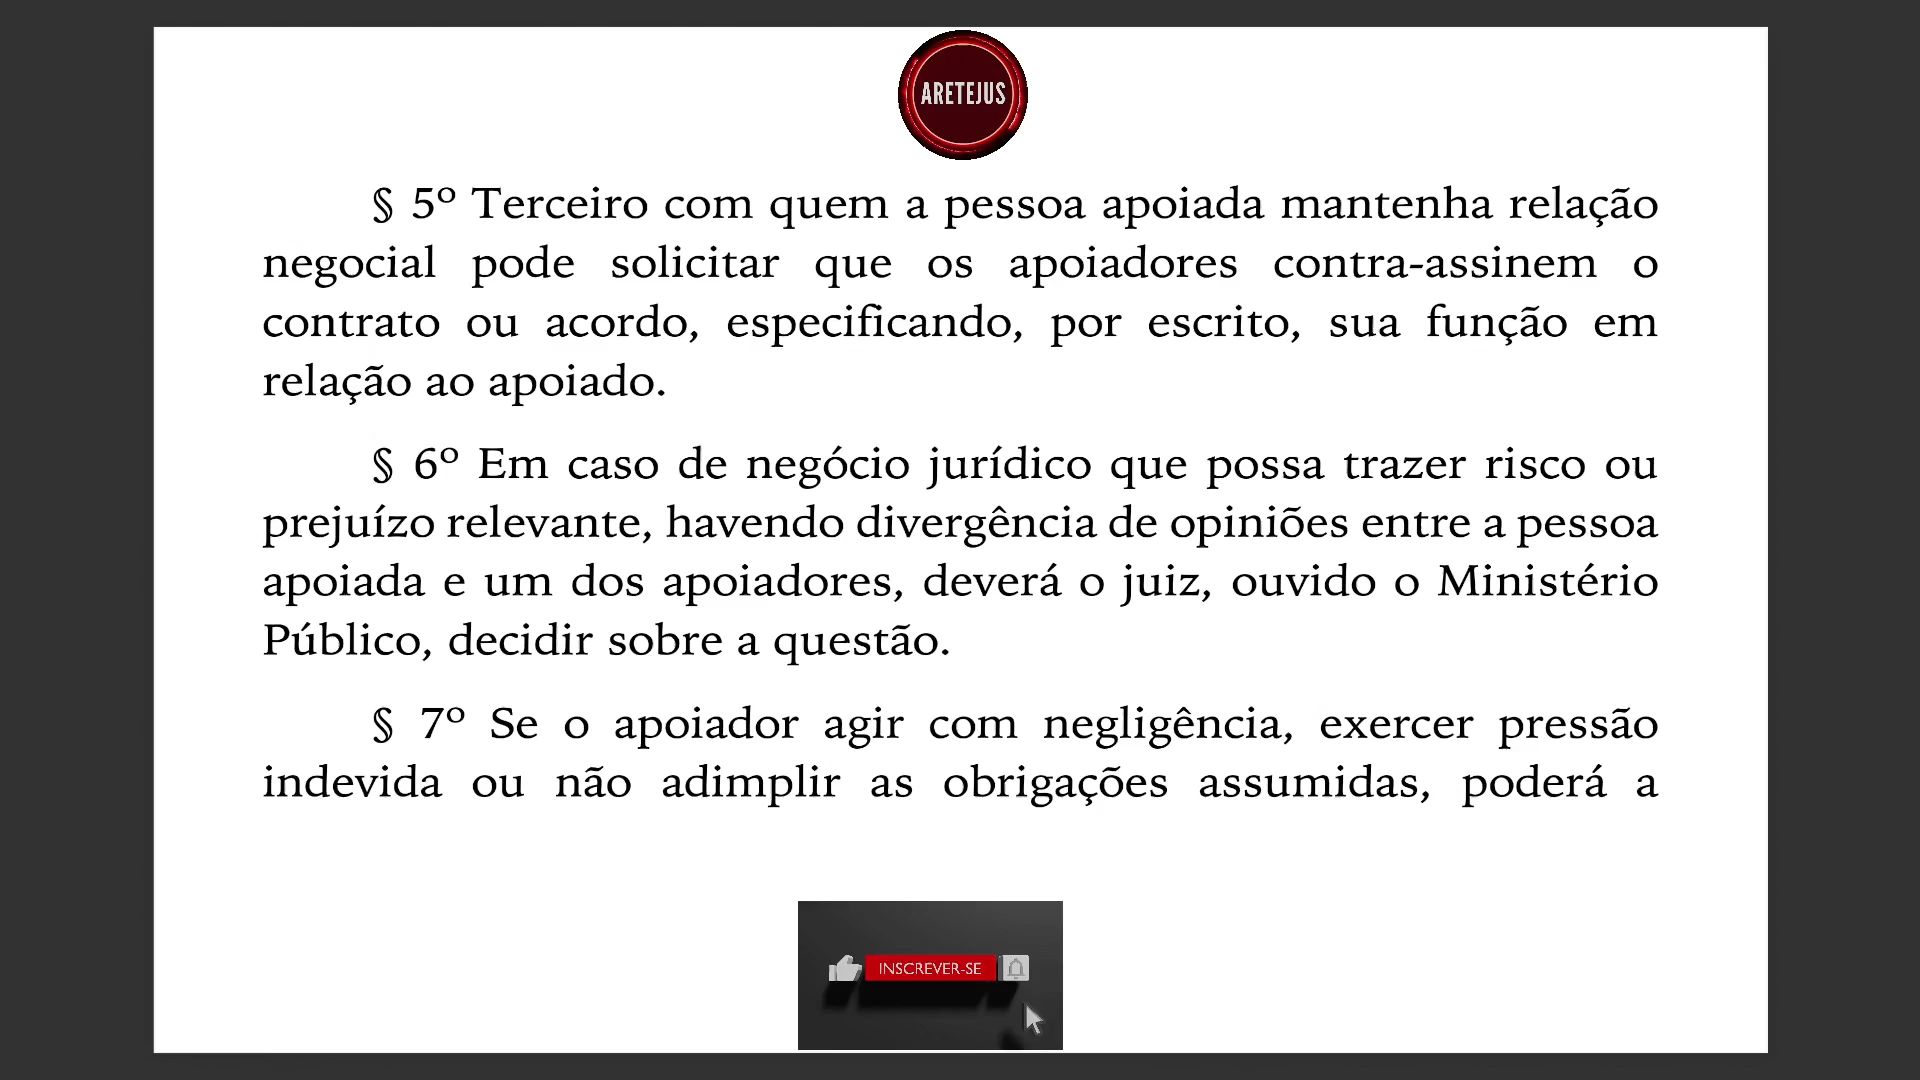 ARETEJUS
§ 5º Terceiro com quem a pessoa apoiada mantenha relação
negocial pode solicitar que os apoiadores contra-assinem o
contrato ou acordo, especificando, por escrito, sua função em
relação ao apoiado.
§ 6º Em caso de negócio jurídico que possa trazer risco ou
prejuízo relevante, havendo divergência de opiniões entre a pessoa
apoiada e um dos apoiadores, deverá o juiz, ouvido o Ministério
Público, decidir sobre a questão.
§ 7º Se o apoiador agir com negligência, exercer pressão
indevida ou não adimplir as obrigações assumidas, poderá a
INSCREVER-SE